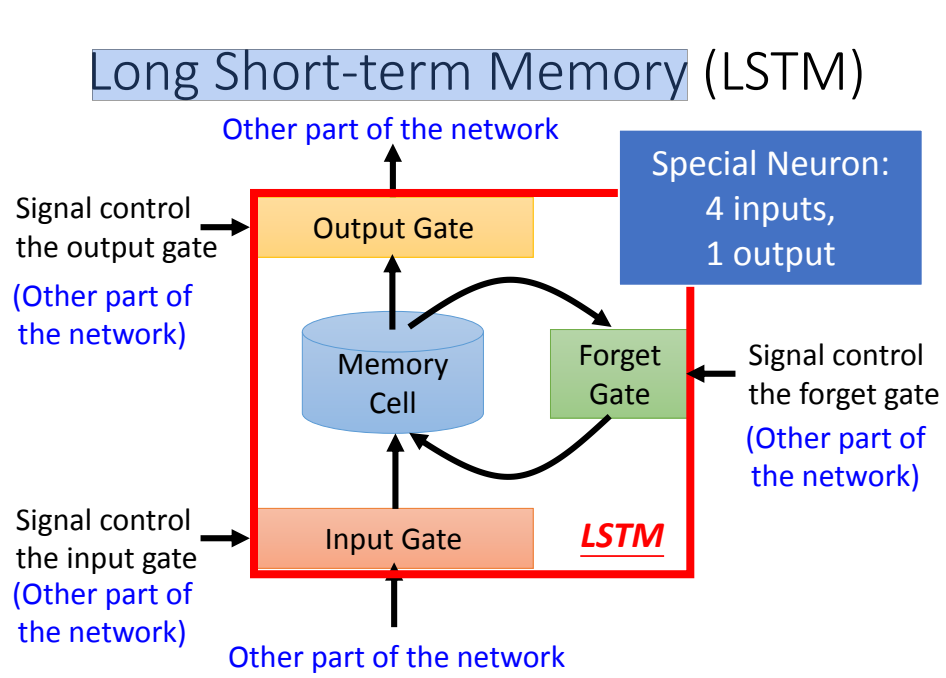 Long Short-term Memory (LSTM)
Other part of the network
Special Neuron:
4 inputs,
1 output
Signal control
the output gate
(Other part of
the network)
Output Gate
Memory
Cell
Forget
Gate
Signal control
the forget gate
(Other part of
the network)
Signal control
the input gate
(Other part of
the network)
Input Gate
LSTM
Other part of the network